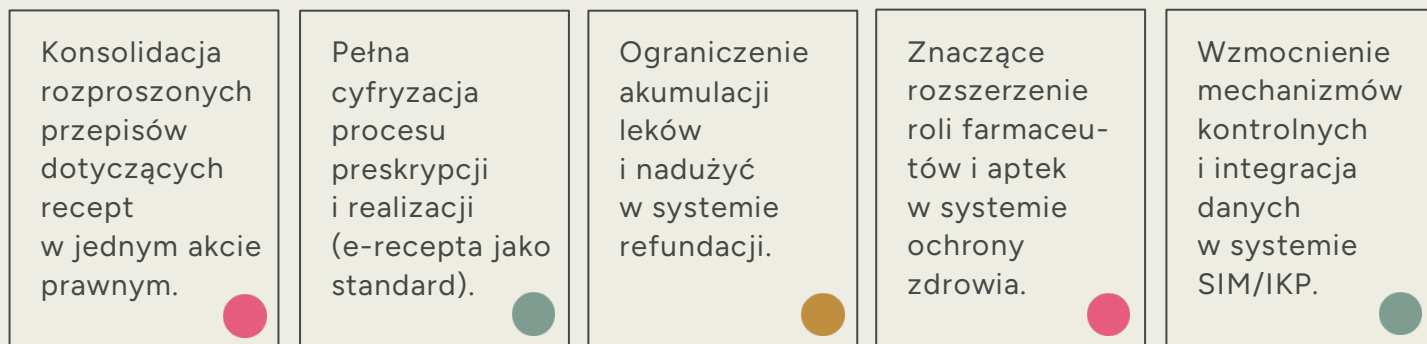 Konsolidacja
rozproszonych
przepisów
dotyczących
recept
w jednym akcie
prawnym.
Pełna
cyfryzacja
procesu
preskrypcji
i realizacji
(e-recepta jako
standard).
Ograniczenie
akumulacji
leków
i nadużyć
w systemie
refundacji.
Znaczące
rozszerzenie
roli farmaceu-
tów i aptek
w systemie
ochrony
zdrowia.
Wzmocnienie
mechanizmów
kontrolnych
i integracja
danych
w systemie
SIM/IKP.